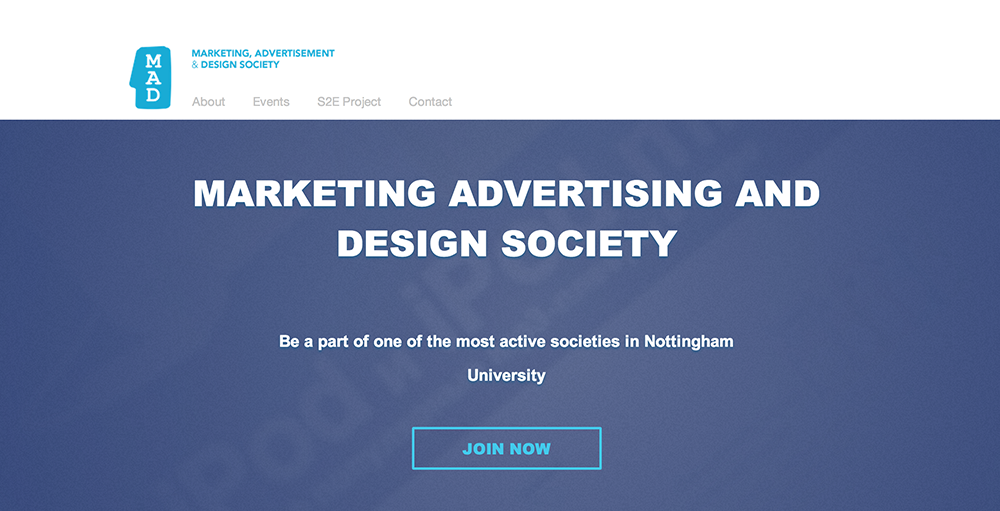 MAD
MARKETING, ADVERTISEMENT
& DESIGN SOCIETY
About Events S2E Project Contact
MARKETING ADVERTISING AND
DESIGN SOCIETY
Be a part of one of the most active societies in Nottingham
University
JOIN NOW